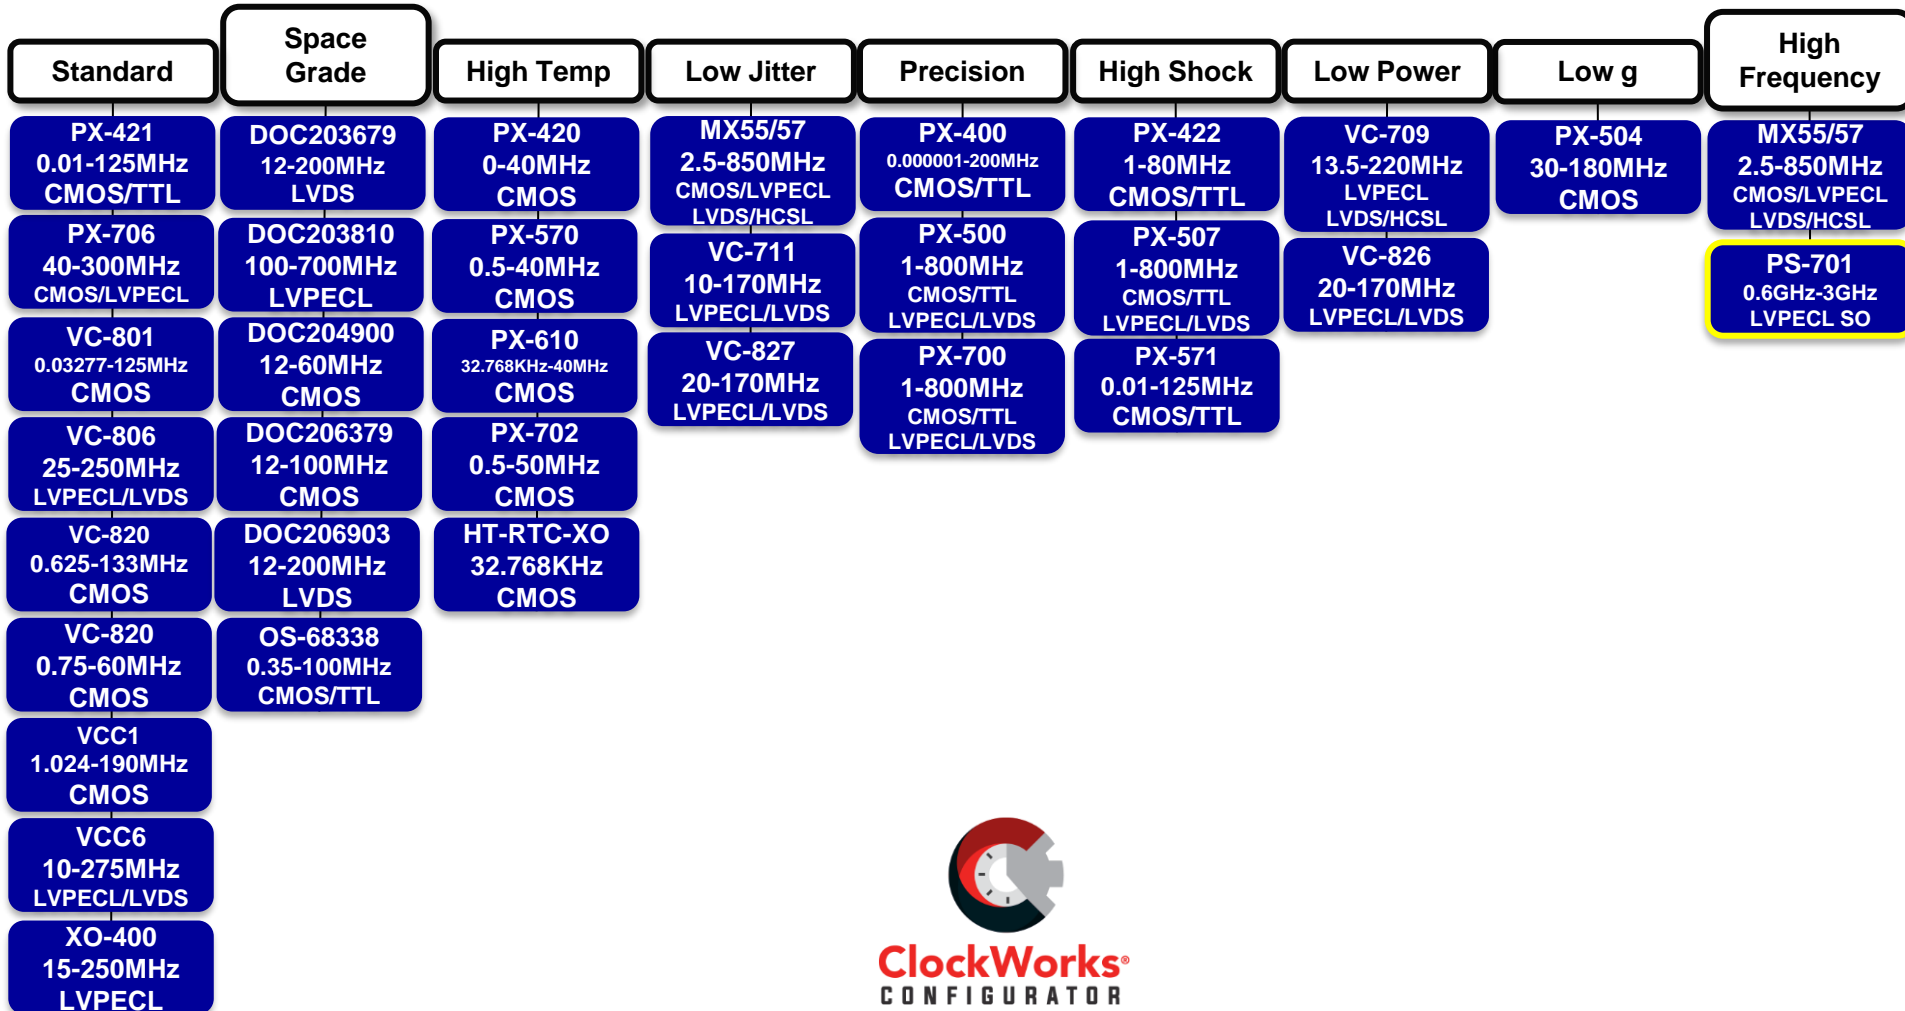 Standard
PX-421
0.01-125MHz
CMOS/TTL
PX-706
40-300MHz
CMOS/LVPECL
VC-801
0.03277-125MHz
CMOS
VC-806
25-250MHz
LVPECL/LVDS
VC-820
0.625-133MHz
CMOS
VC-820
0.75-60MHz
CMOS
VCC1
1.024-190MHz
CMOS
VCC6
10-275MHz
LVPECL/LVDS
XO-400
15-250MHz
LVPECL
Space
Grade
DOC203679
12-200MHz
LVDS
DOC203810
100-700MHz
LVPECL
DOC204900
12-60MHz
CMOS
DOC206379
12-100MHz
CMOS
DOC206903
12-200MHz
LVDS
OS-68338
0.35-100MHz
CMOS/TTL
High Temp
PX-420
0-40MHz
CMOS
PX-570
0.5-40MHz
CMOS
PX-610
32.768KHz-40MHz
CMOS
PX-702
0.5-50MHz
CMOS
HT-RTC-XO
32.768KHz
CMOS
Low Jitter
MX55/57
2.5-850MHz
CMOS/LVPECL
LVDS/HCSL
VC-711
10-170MHz
LVPECL/LVDS
VC-827
20-170MHz
LVPECL/LVDS
Precision
PX-400
0.000001-200MHz
CMOS/TTL
PX-500
1-800MHz
CMOS/TTL
LVPECL/LVDS
PX-700
1-800MHz
CMOS/TTL
LVPECL/LVDS
High Shock
PX-422
1-80MHz
CMOS/TTL
PX-507
1-800MHz
CMOS/TTL
LVPECL/LVDS
PX-571
0.01-125MHz
CMOS/TTL
Low Power
VC-709
13.5-220MHz
LVPECL
LVDS/HCSL
VC-826
20-170MHz
LVPECL/LVDS
Low g
PX-504
30-180MHz
CMOS
High
Frequency
MX55/57
2.5-850MHz
CMOS/LVPECL
LVDS/HCSL
PS-701
0.6GHz-3GHz
LVPECL SO
ClockWorks®
CONFIGURATOR